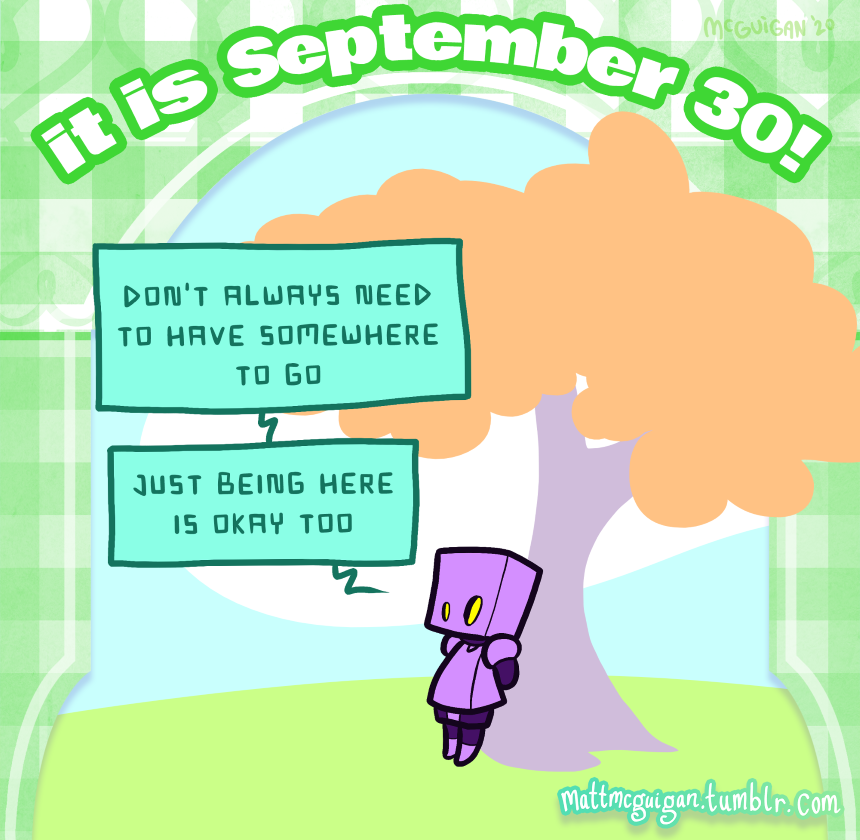 McGUiGAN '20
it is September 30!
DON'T ALWAYS NEED
TO HAVE SOMEWHERE
TO GO
JUST BEING HERE
IS OKAY TOO
mattmcguigan.tumblr.com